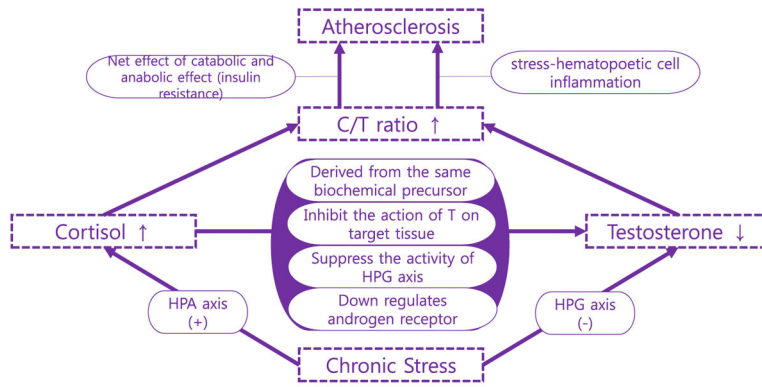 Atherosclerosis
Net effect of catabolic and
anabolic effect (insulin
resistance)
stress-hematopoetic cell
inflammation
C/T ratio ↑
Derived from the same
biochemical precursor
Inhibit the action of T on
target tissue
Suppress the activity of
HPG axis
Down regulates
androgen receptor
Cortisol ↑
Testosterone ↓
HPA axis
(+)
HPG axis
(-)
Chronic Stress